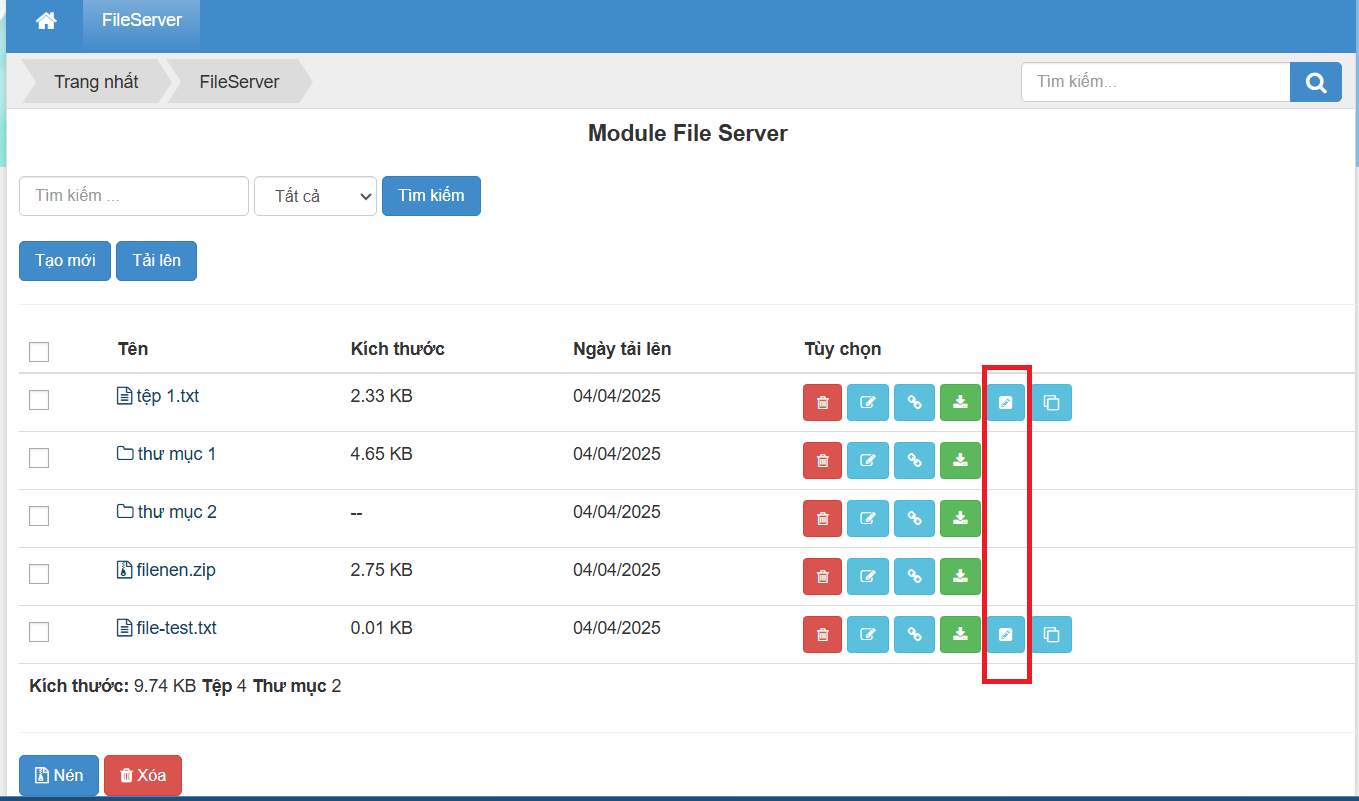 FileServer
Trang nhất FileServer Tìm kiếm...
Module File Server
Tìm kiếm ... Tất cả Tìm kiếm
Tạo mới Tải lên
Tên Kích thước Ngày tải lên Tùy chọn
tệp 1.txt 2.33 KB 04/04/2025
thư mục 1 4.65 KB 04/04/2025
thư mục 2 -- 04/04/2025
filenen.zip 2.75 KB 04/04/2025
file-test.txt 0.01 KB 04/04/2025
Kích thước: 9.74 KB Tệp 4 Thư mục 2
Nén Xóa